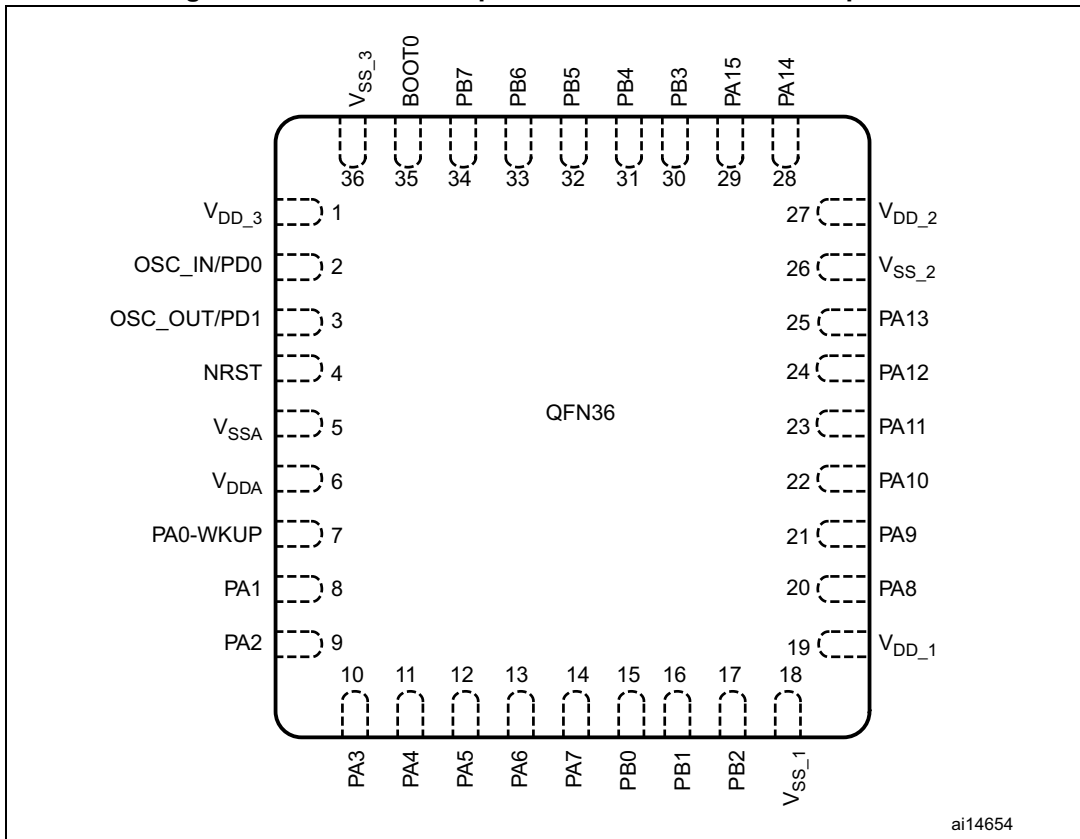 VSS_3 BOOT0 PB7 PB6 PB5 PB4 PB3 PA15 PA14
36 35 34 33 32 31 30 29 28
VDD_3 1 27 VDD_2
OSC_IN/PD0 2 26 VSS_2
OSC_OUT/PD1 3 25 PA13
NRST 4 24 PA12
QFN36
VSSA 5 23 PA11
VDDA 6 22 PA10
PA0-WKUP 7 21 PA9
PA1 8 20 PA8
PA2 9 19 VDD_1
10 11 12 13 14 15 16 17 18
PA3 PA4 PA5 PA6 PA7 PB0 PB1 PB2 VSS_1
ai14654